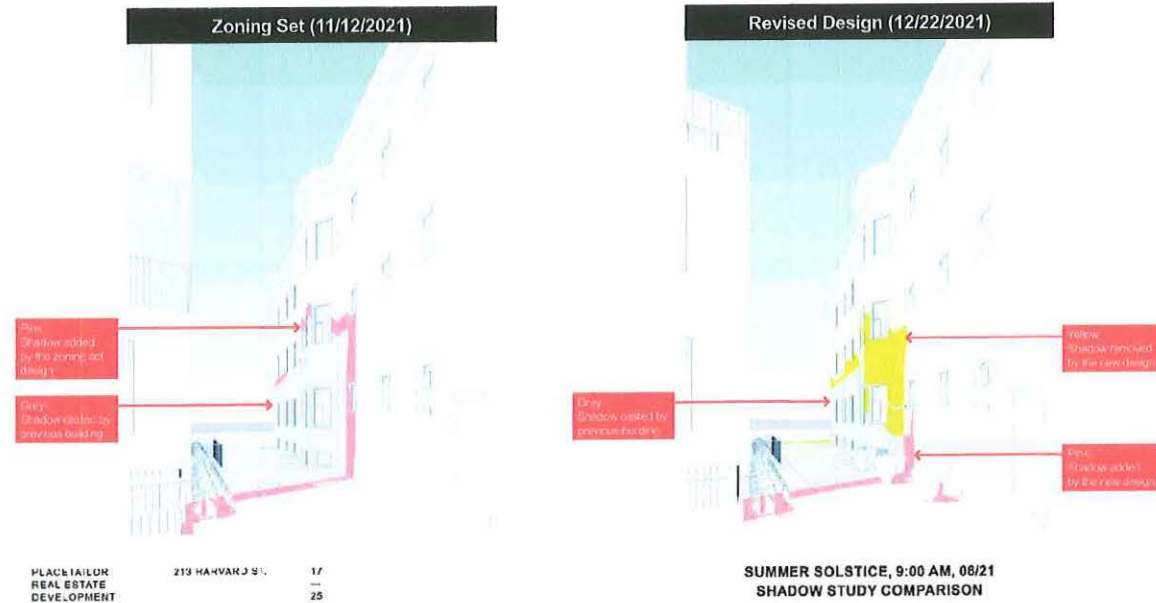 Zoning Set (11/12/2021)
Revised Design (12/22/2021)
Pink
Shadow added
by the zoning set
design
Grey
Shadow casted by
previous building
Grey
Shadow casted by
previous building
Yellow
Shadow removed
by the new design
Pink
Shadow added
by the new design
PLACETAILOR
REAL ESTATE
DEVELOPMENT
213 HARVARD ST.
17
—
25
SUMMER SOLSTICE, 9:00 AM, 06/21
SHADOW STUDY COMPARISON